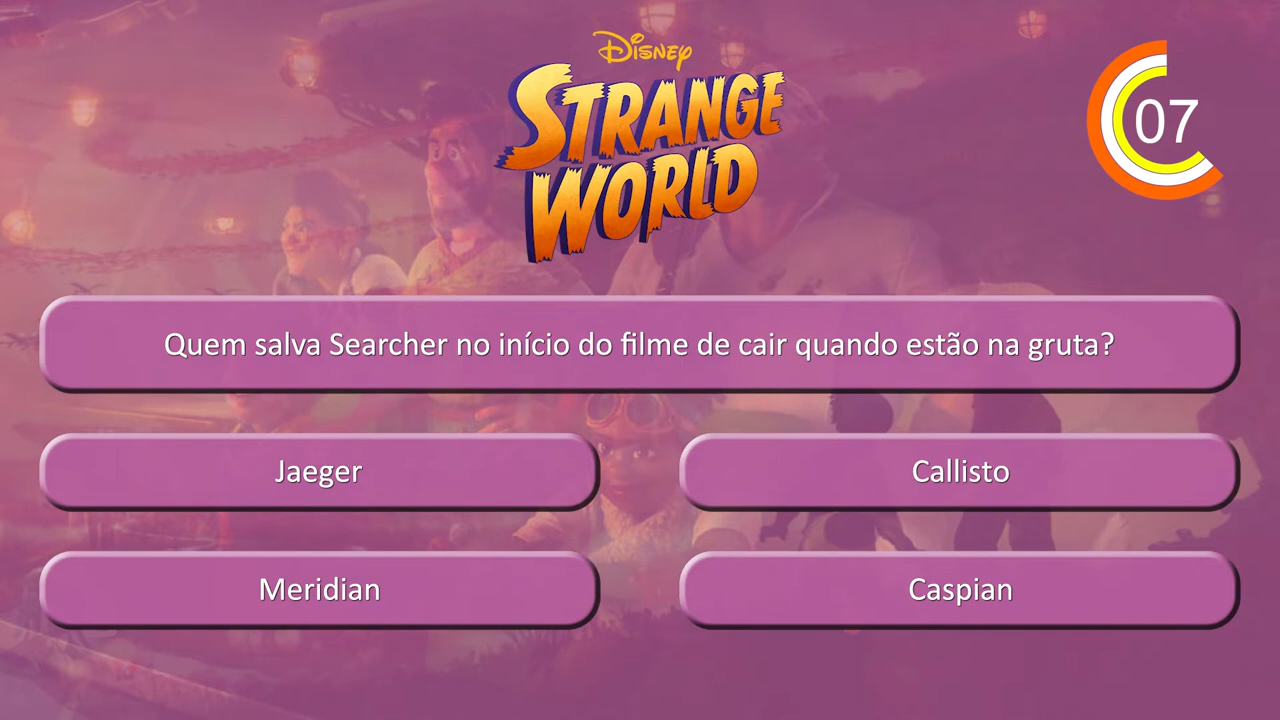 Disney
STRANGE
WORLD
07
Quem salva Searcher no início do filme de cair quando estão na gruta?
Jaeger
Callisto
Meridian
Caspian